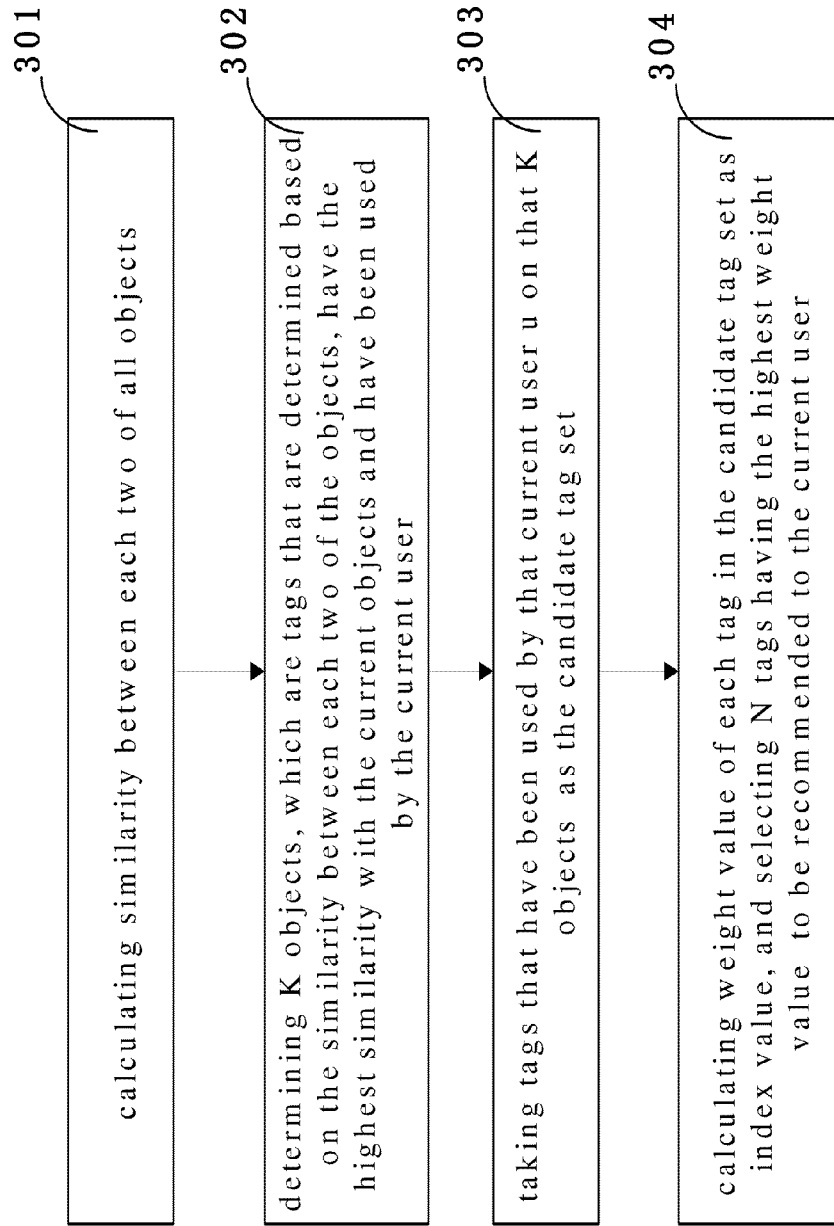 301
calculating similarity between each two of all objects
302
determining K objects, which are tags that are determined based
on the similarity between each two of the objects, have the
highest similarity with the current objects and have been used
by the current user
303
taking tags that have been used by that current user u on that K
objects as the candidate tag set
304
calculating weight value of each tag in the candidate tag set as
index value, and selecting N tags having the highest weight
value to be recommended to the current user